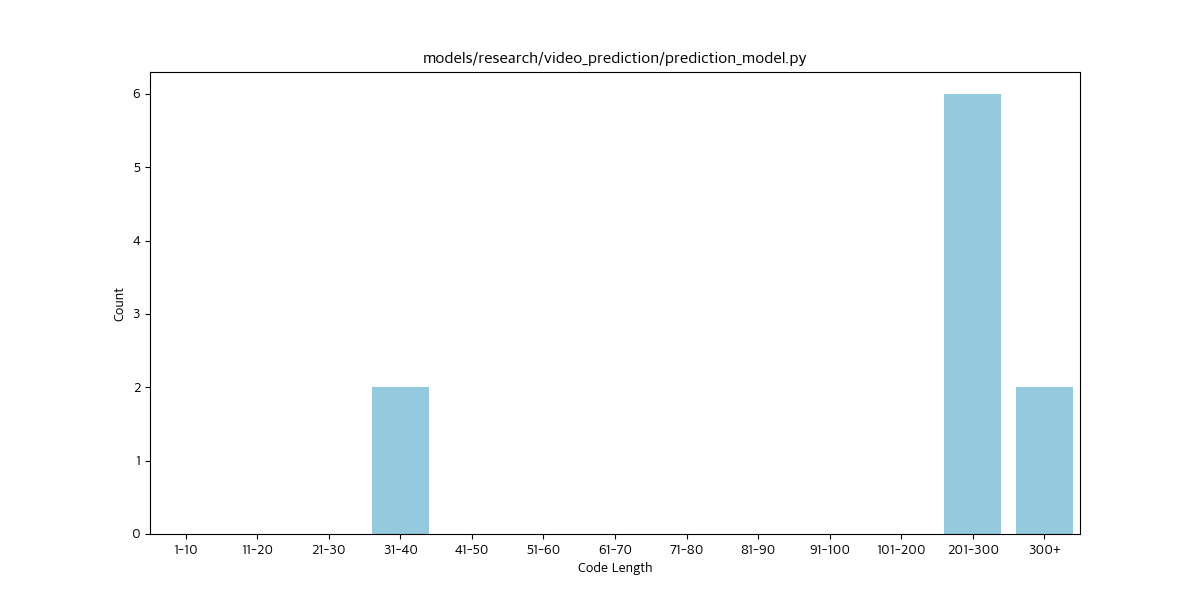 models/research/video_prediction/prediction_model.py
Count
6
5
4
3
2
1
0
1-10 11-20 21-30 31-40 41-50 51-60 61-70 71-80 81-90 91-100 101-200 201-300 300+
Code Length